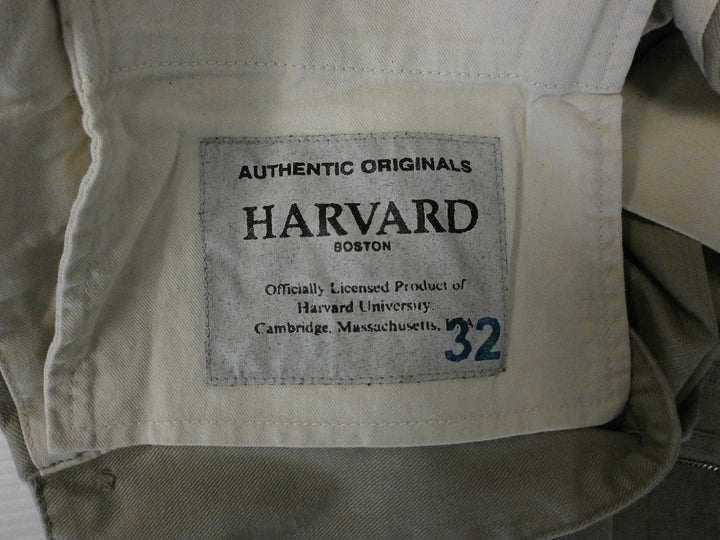 AUTHENTIC ORIGINALS
HARVARD
BOSTON
Officially Licensed Product of
Harvard University.
Cambridge, Massachusetts,
32